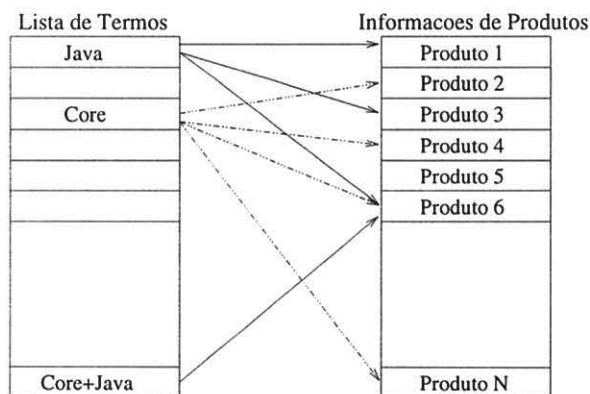 Lista de Termos
Informacoes de Produtos
Java
Produto 1
Produto 2
Core
Produto 3
Produto 4
Produto 5
Produto 6
Core+Java
Produto N